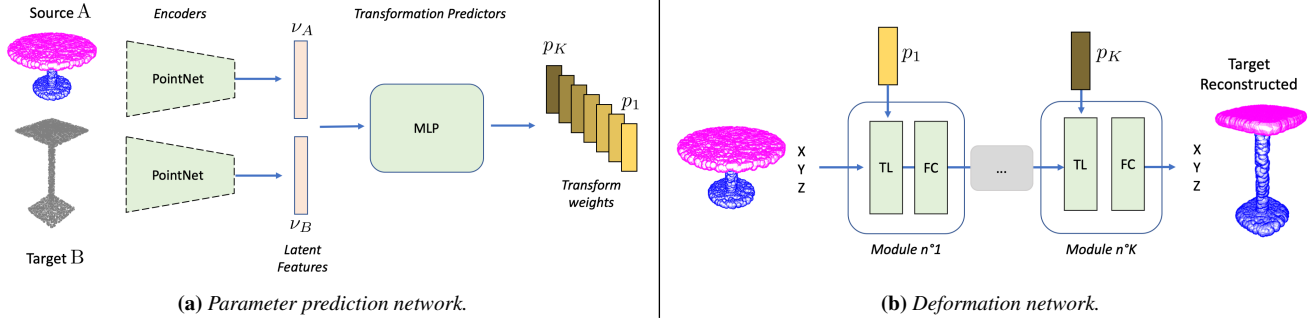 Source A
Encoders
ν_A
Transformation Predictors
PointNet
p_K
p_1
MLP
PointNet
Transform
weights
ν_B
Target B
Latent
Features
(a) Parameter prediction network.
p_1
p_K
Target
Reconstructed
X
Y
Z
TL
FC
...
TL
FC
X
Y
Z
Module n°1
Module n°K
(b) Deformation network.